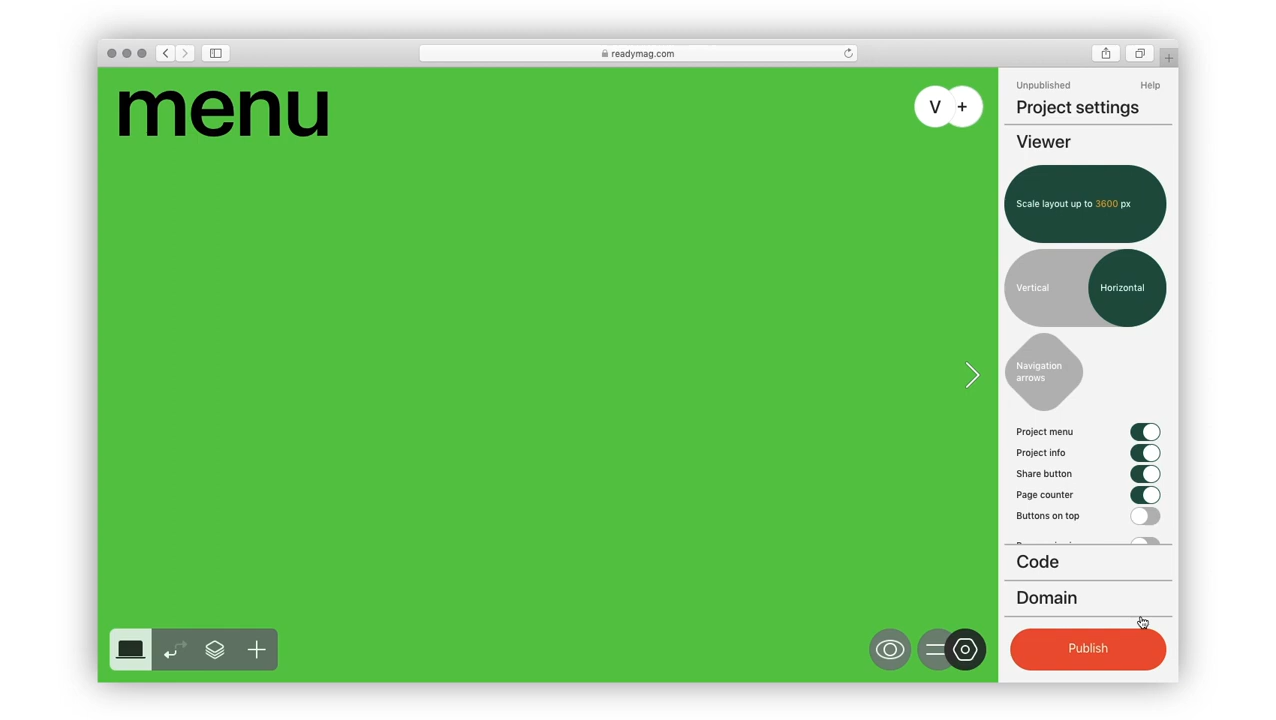 readymag.com
menu
V +
Unpublished
Help
Project settings
Viewer
Scale layout up to 3600 px
Vertical
Horizontal
Navigation
arrows
Project menu
Project info
Share button
Page counter
Buttons on top
Code
Domain
Publish